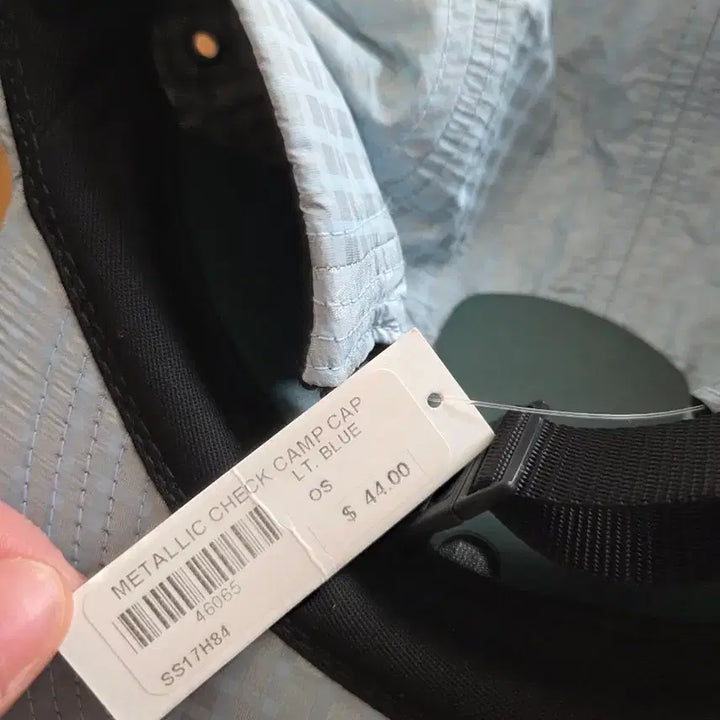 METALLIC CHECK CAMP CAP
LT. BLUE
OS
$ 44.00
46065
SS17H84